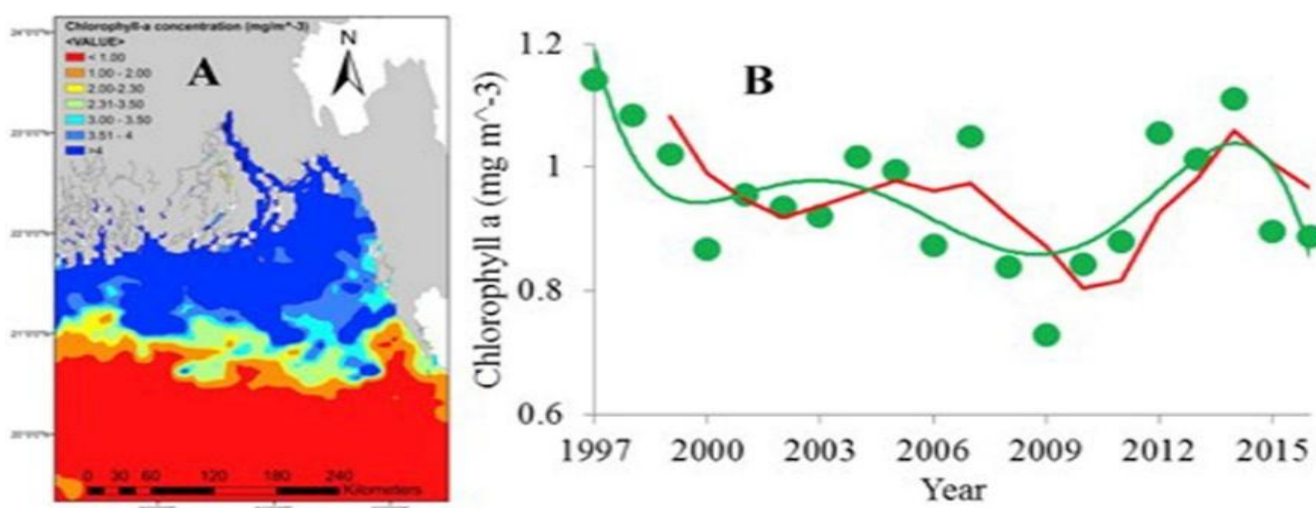 Chlorophyll-a concentration (mg/m^-3)
<VALUE>
< 1.00
1.00 - 2.00
2.00-2.30
2.31-3.50
3.00 - 3.50
3.51 - 4
>4
A
N
0 30 60 120 180 240
Kilometers
B
Chlorophyll a (mg m^-3)
1.2
1
0.8
0.6
1997 2000 2003 2006 2009 2012 2015
Year